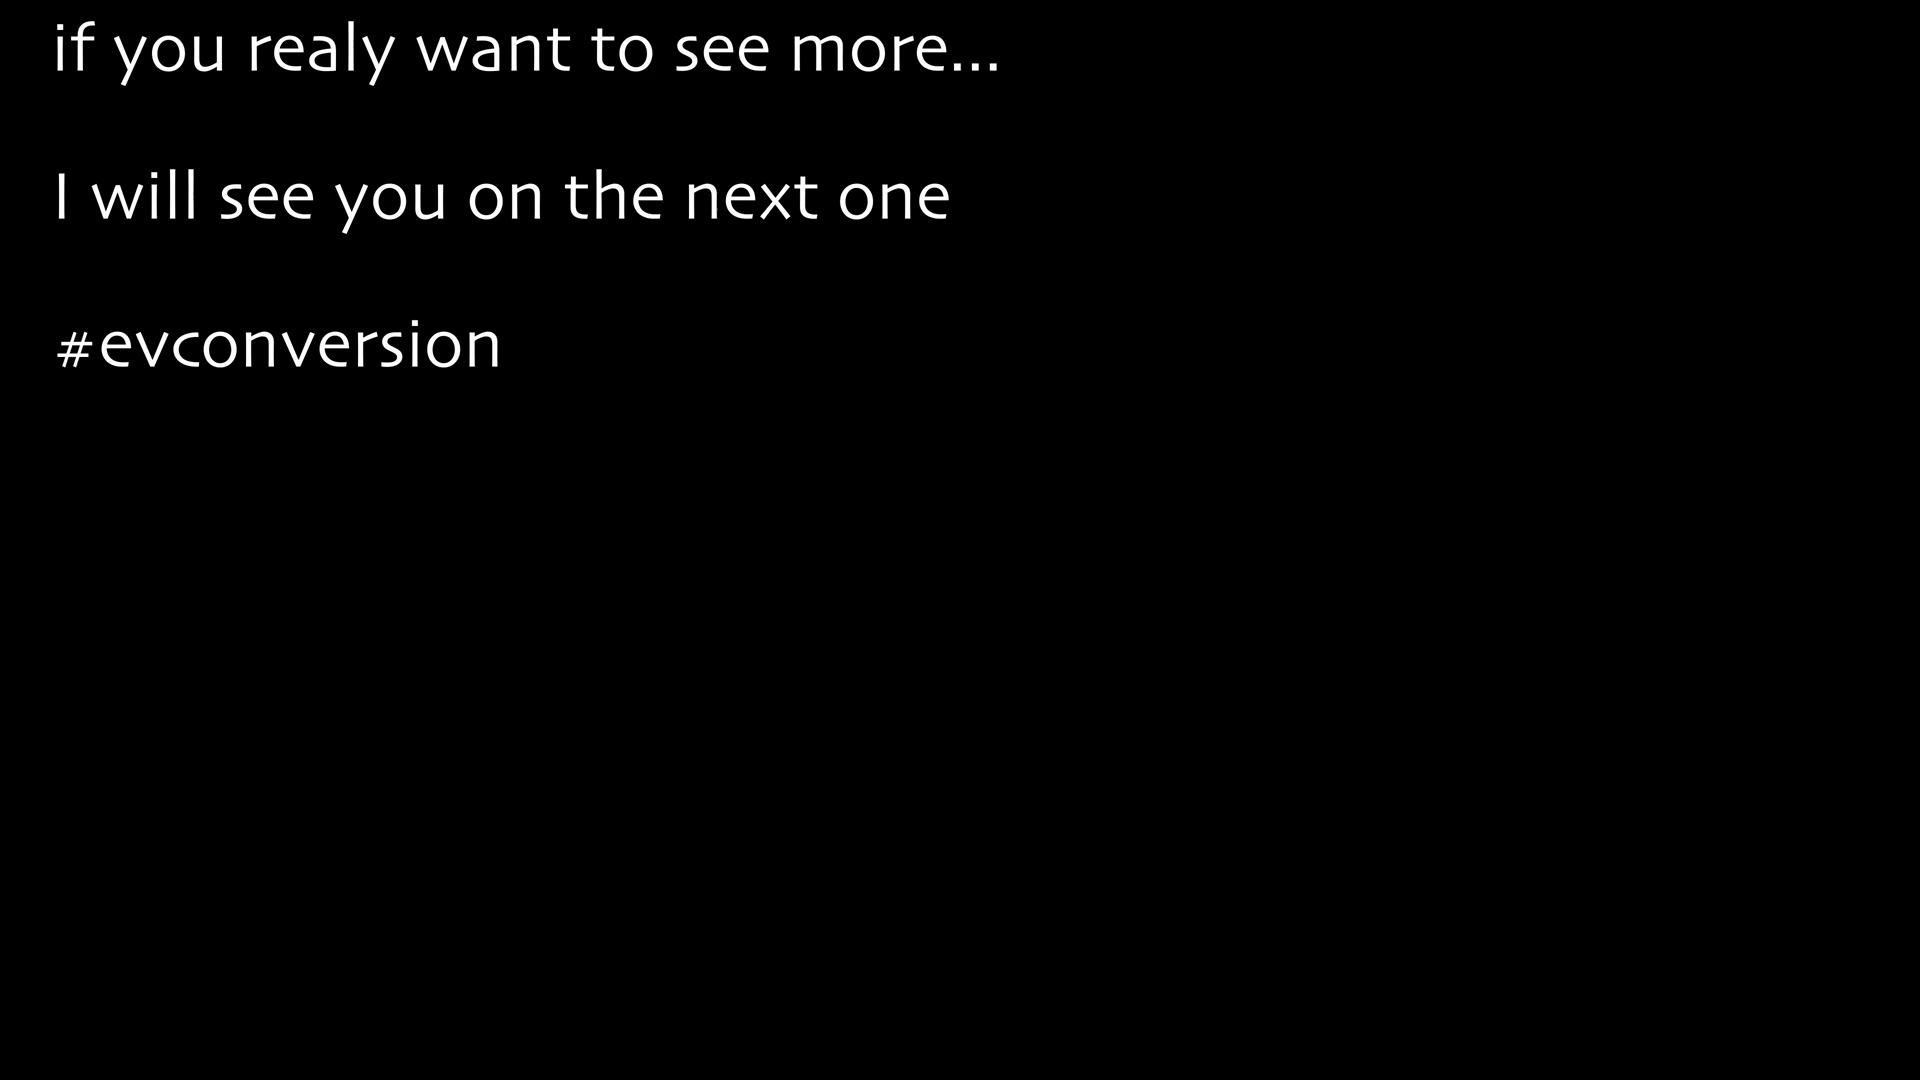 if you realy want to see more...
I will see you on the next one
#evconversion